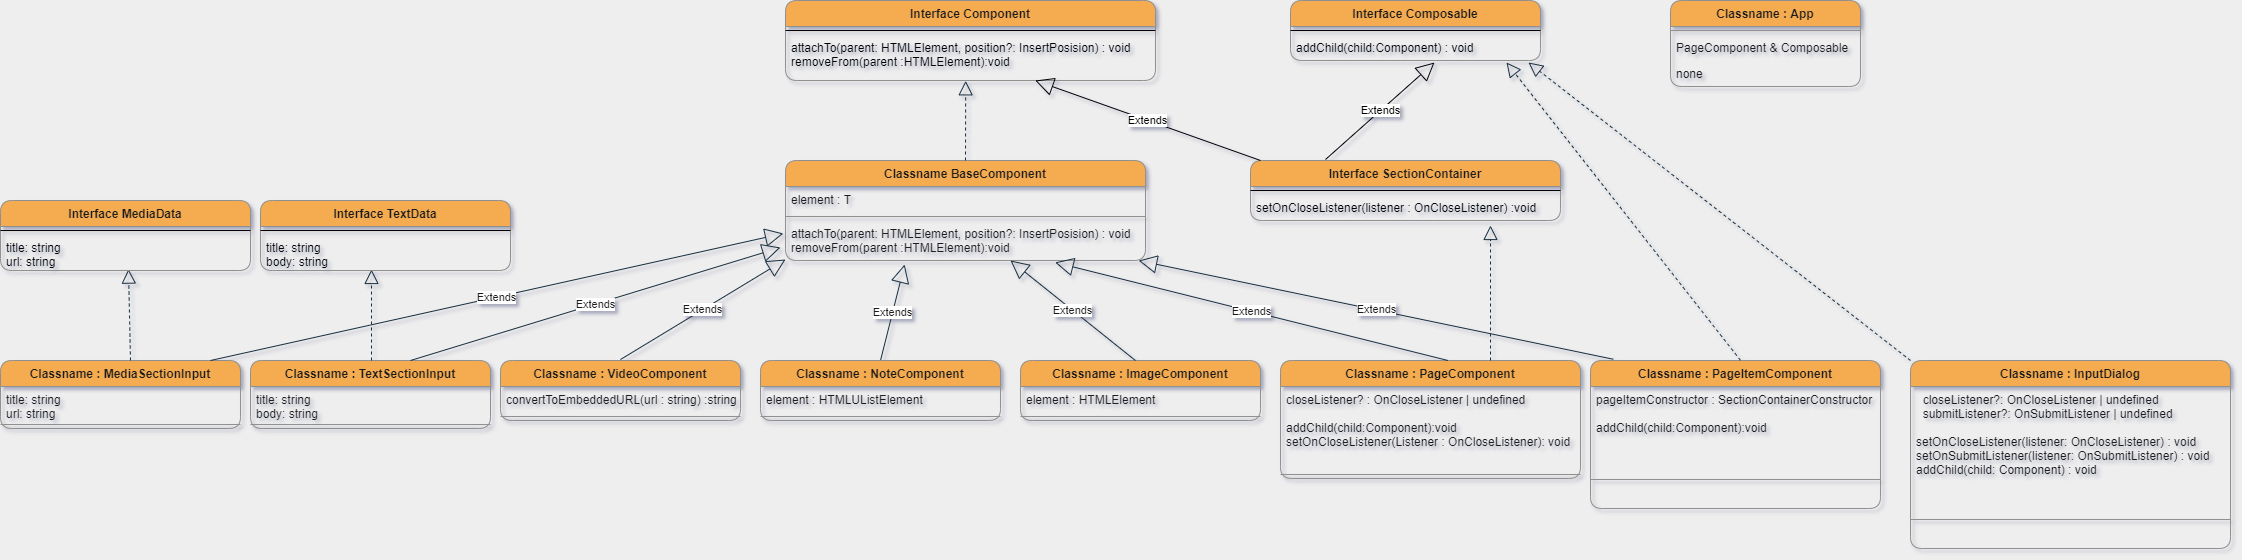 Interface Component
attachTo(parent: HTMLElement, position?: InsertPosision) : void
removeFrom(parent :HTMLElement):void
Interface Composable
addChild(child:Component) : void
Classname : App
PageComponent & Composable
none
Extends
Extends
Classname BaseComponent
element : T
attachTo(parent: HTMLElement, position?: InsertPosision) : void
removeFrom(parent :HTMLElement):void
Interface SectionContainer
setOnCloseListener(listener : OnCloseListener) :void
Interface MediaData
title: string
url: string
Interface TextData
title: string
body: string
Extends
Extends
Extends
Extends
Extends
Extends
Extends
Classname : MediaSectionInput
title: string
url: string
Classname : TextSectionInput
title: string
body: string
Classname : VideoComponent
convertToEmbeddedURL(url : string) :string
Classname : NoteComponent
element : HTMLUListElement
Classname : ImageComponent
element : HTMLElement
Classname : PageComponent
closeListener? : OnCloseListener | undefined
addChild(child:Component):void
setOnCloseListener(Listener : OnCloseListener): void
Classname : PageItemComponent
pageItemConstructor : SectionContainerConstructor
addChild(child:Component):void
Classname : InputDialog
closeListener?: OnCloseListener | undefined
submitListener?: OnSubmitListener | undefined
setOnCloseListener(listener: OnCloseListener) : void
setOnSubmitListener(listener: OnSubmitListener) : void
addChild(child: Component) : void